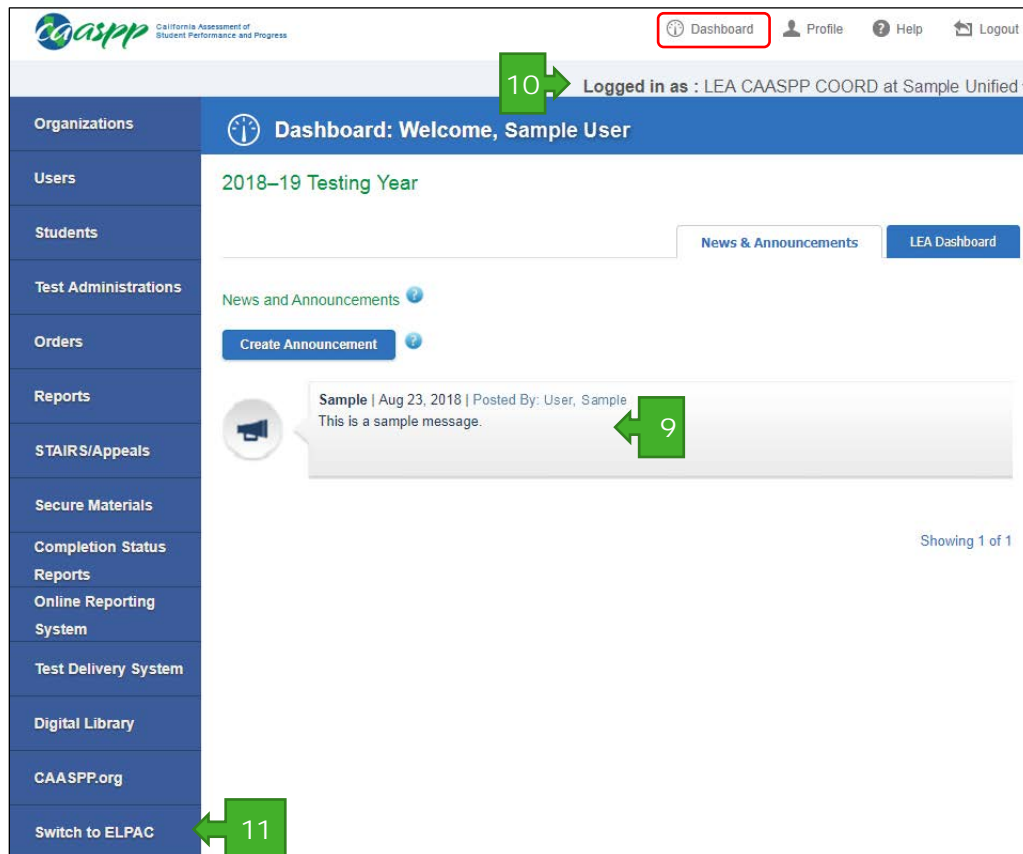 caaspp California Assessment of
Student Performance and Progress
Dashboard Profile Help Logout
10 Logged in as : LEA CAASPP COORD at Sample Unified
Organizations
Users
Students
Test Administrations
Orders
Reports
STAIRS/Appeals
Secure Materials
Completion Status
Reports
Online Reporting
System
Test Delivery System
Digital Library
CAASPP.org
Switch to ELPAC
11
Dashboard: Welcome, Sample User
2018–19 Testing Year
News & Announcements LEA Dashboard
News and Announcements ?
Create Announcement ?
Sample | Aug 23, 2018 | Posted By: User, Sample
This is a sample message.
9
Showing 1 of 1